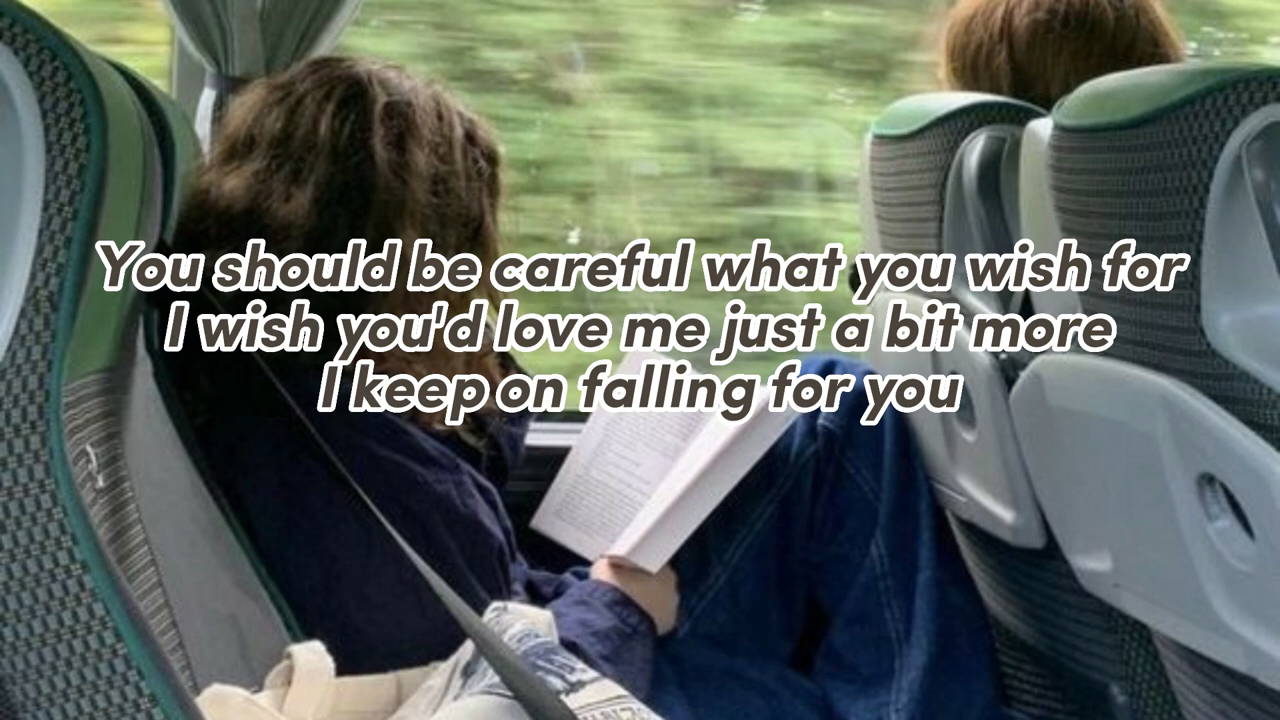 You should be careful what you wish for
I wish you'd love me just a bit more
I keep on falling for you